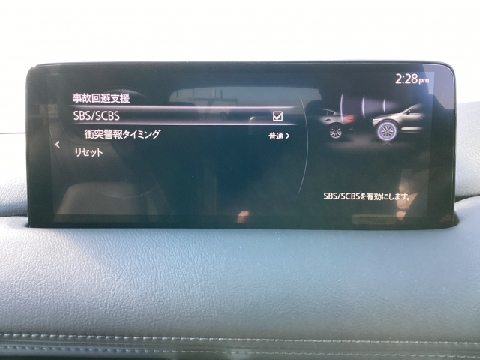 2:28pm
事故回避支援
SBS/SCBS
衝突警報タイミング 普通
リセット
SBS/SCBSを有効にします。